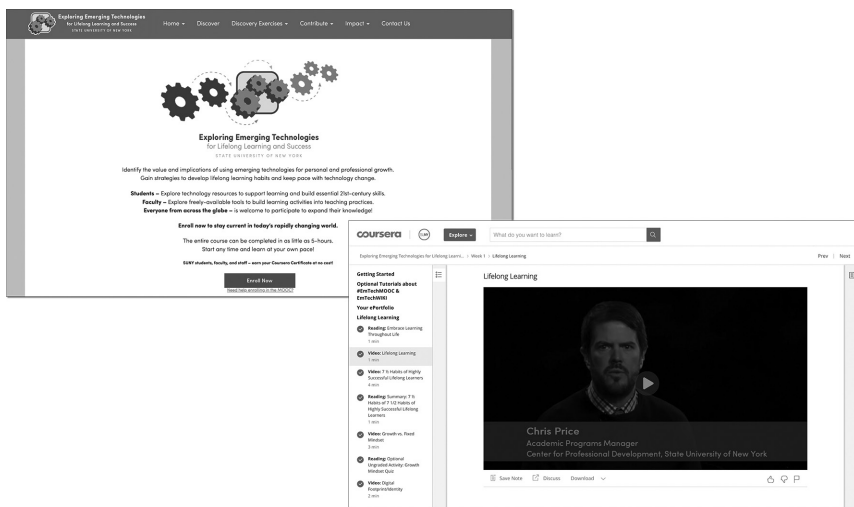 Exploring Emerging Technologies
for Lifelong Learning and Success
STATE UNIVERSITY OF NEW YORK
Home
Discover
Discovery Exercises
Contribute
Impact
Contact Us
Exploring Emerging Technologies
for Lifelong Learning and Success
STATE UNIVERSITY OF NEW YORK
Identify the value and implications of using emerging technologies for personal and professional growth.
Gain strategies to develop lifelong learning habits and keep pace with technology change.
Students – Explore technology resources to support learning and build essential 21st-century skills.
Faculty – Explore freely-available tools to build learning activities into teaching practices.
Everyone from across the globe – is welcome to participate to expand their knowledge!
Enroll now to stay current in today's rapidly changing world.
The entire course can be completed in as little as 5-hours.
Start any time and learn at your own pace!
SUNY students, faculty, and staff – earn your Coursera Certificate at no cost!
Enroll Now
Need help enrolling in the MOOC?
coursera
SUNY
Explore
What do you want to learn?
Exploring Emerging Technologies for Lifelong Learni... > Week 1 > Lifelong Learning
Prev | Next
Getting Started
Optional Tutorials about
#EmTechMOOC &
EmTechWIKI
Your ePortfolio
Lifelong Learning
Reading: Embrace Learning
Throughout Life
1 min
Video: Lifelong Learning
1 min
Video: 7 ½ Habits of Highly
Successful Lifelong Learners
4 min
Reading: Summary: 7 ½
Habits of 7 1/2 Habits of
Highly Successful Lifelong
Learners
1 min
Video: Growth vs. Fixed
Mindset
3 min
Reading: Optional
Ungraded Activity: Growth
Mindset Quiz
Video: Digital
Footprint/Identity
2 min
Lifelong Learning
Chris Price
Academic Programs Manager
Center for Professional Development, State University of New York
Save Note
Discuss
Download